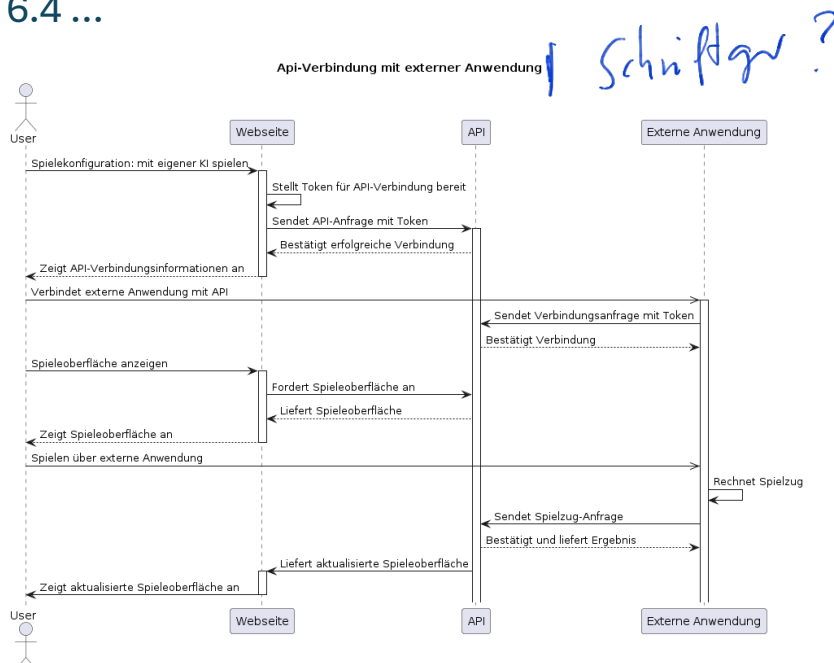 6.4 ...
Api-Verbindung mit externer Anwendung
?
User
Webseite
API
Externe Anwendung
Spielekonfiguration: mit eigener KI spielen
Stellt Token für API-Verbindung bereit
Sendet API-Anfrage mit Token
Bestätigt erfolgreiche Verbindung
Zeigt API-Verbindungsinformationen an
Verbindet externe Anwendung mit API
Sendet Verbindungsanfrage mit Token
Bestätigt Verbindung
Spieleoberfläche anzeigen
Fordert Spieleoberfläche an
Liefert Spieleoberfläche
Zeigt Spieleoberfläche an
Spielen über externe Anwendung
Rechnet Spielzug
Sendet Spielzug-Anfrage
Bestätigt und liefert Ergebnis
Liefert aktualisierte Spieleoberfläche
Zeigt aktualisierte Spieleoberfläche an
User
Webseite
API
Externe Anwendung